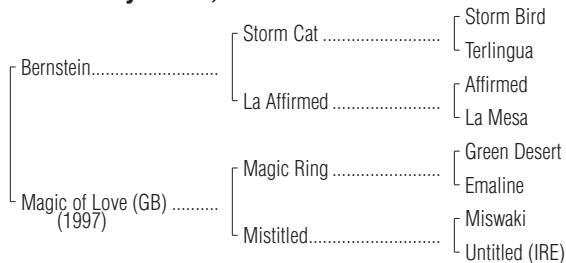 Storm Bird
Storm Cat ............................
Terlingua
Bernstein..............................
Affirmed
La Affirmed ..........................
La Mesa
Green Desert
Magic Ring ..........................
Emaline
Magic of Love (GB) ..........
(1997)
Miswaki
Mistitled................................
Untitled (IRE)